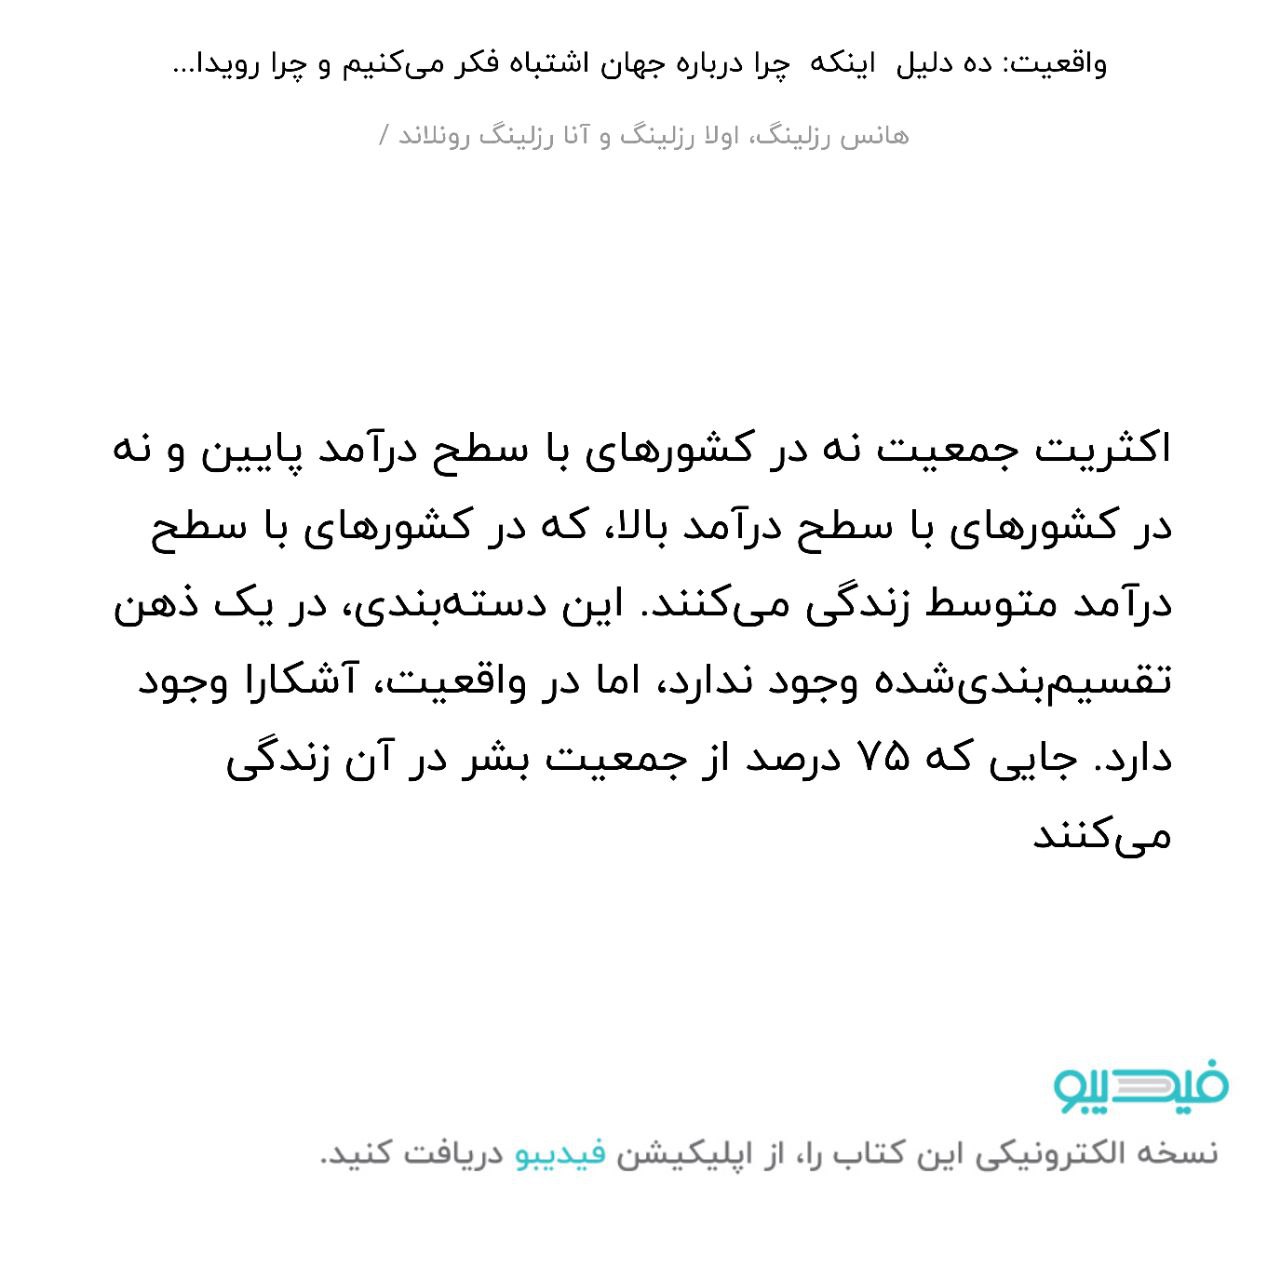 واقعیت: ده دلیل اینکه چرا درباره جهان اشتباه فکر می‌کنیم و چرا رویدا...
هانس رزلینگ، اولا رزلینگ و آنا رزلینگ رونلاند /
اکثریت جمعیت نه در کشورهای با سطح درآمد پایین و نه
در کشورهای با سطح درآمد بالا، که در کشورهای با سطح
درآمد متوسط زندگی می‌کنند. این دسته‌بندی، در یک ذهن
تقسیم‌بندی‌شده وجود ندارد، اما در واقعیت، آشکارا وجود
دارد. جایی که ۷۵ درصد از جمعیت بشر در آن زندگی
می‌کنند
فیدیبو
نسخه الکترونیکی این کتاب را، از اپلیکیشن فیدیبو دریافت کنید.